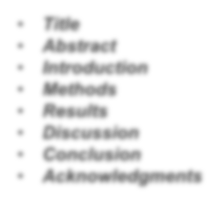 • Title
• Abstract
• Introduction
• Methods
• Results
• Discussion
• Conclusion
• Acknowledgments